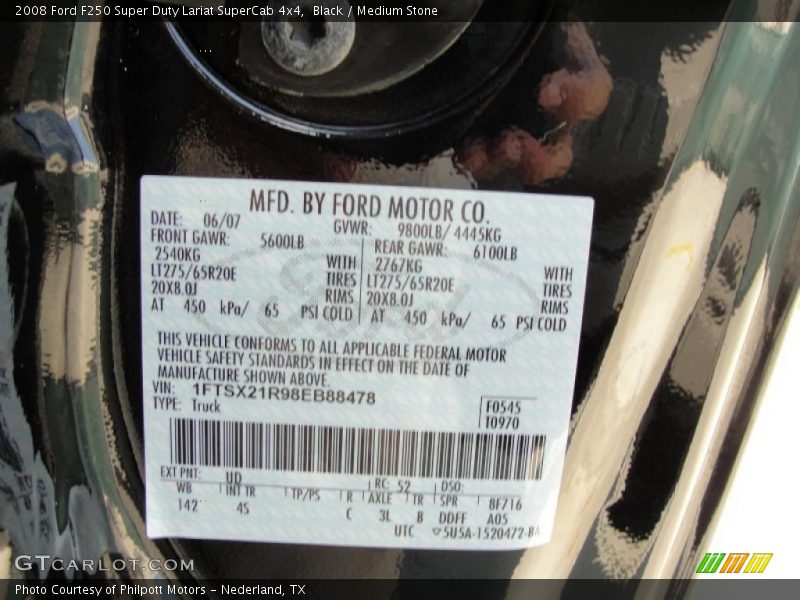 2008 Ford F250 Super Duty Lariat SuperCab 4x4, Black / Medium Stone
MFD. BY FORD MOTOR CO.
DATE: 06/07 GVWR: 9800LB/ 4445KG
FRONT GAWR: 5600LB REAR GAWR: 6100LB
2540KG WITH 2767KG WITH
LT275/65R20E TIRES LT275/65R20E TIRES
20X8.0J RIMS 20X8.0J RIMS
AT 450 kPa/ 65 PSI COLD AT 450 kPa/ 65 PSI COLD
THIS VEHICLE CONFORMS TO ALL APPLICABLE FEDERAL MOTOR
VEHICLE SAFETY STANDARDS IN EFFECT ON THE DATE OF
MANUFACTURE SHOWN ABOVE.
VIN: 1FTSX21R98EB88478
TYPE: Truck
F0545
T0970
EXT PNT: UD RC: 52 DSO:
WB INT TR TP/PS R AXLE TR SPR 8F716
142 4S C 3L B DDFF A05
UTC 5U5A-1520472-BA
GTCARLOT.COM
Photo Courtesy of Philpott Motors - Nederland, TX